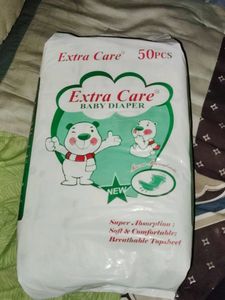 Extra Care® 50PCS
Extra Care®
BABY DIAPER
NEW
Super Absorption;
Soft & Comfortable;
Breathable Topsheet